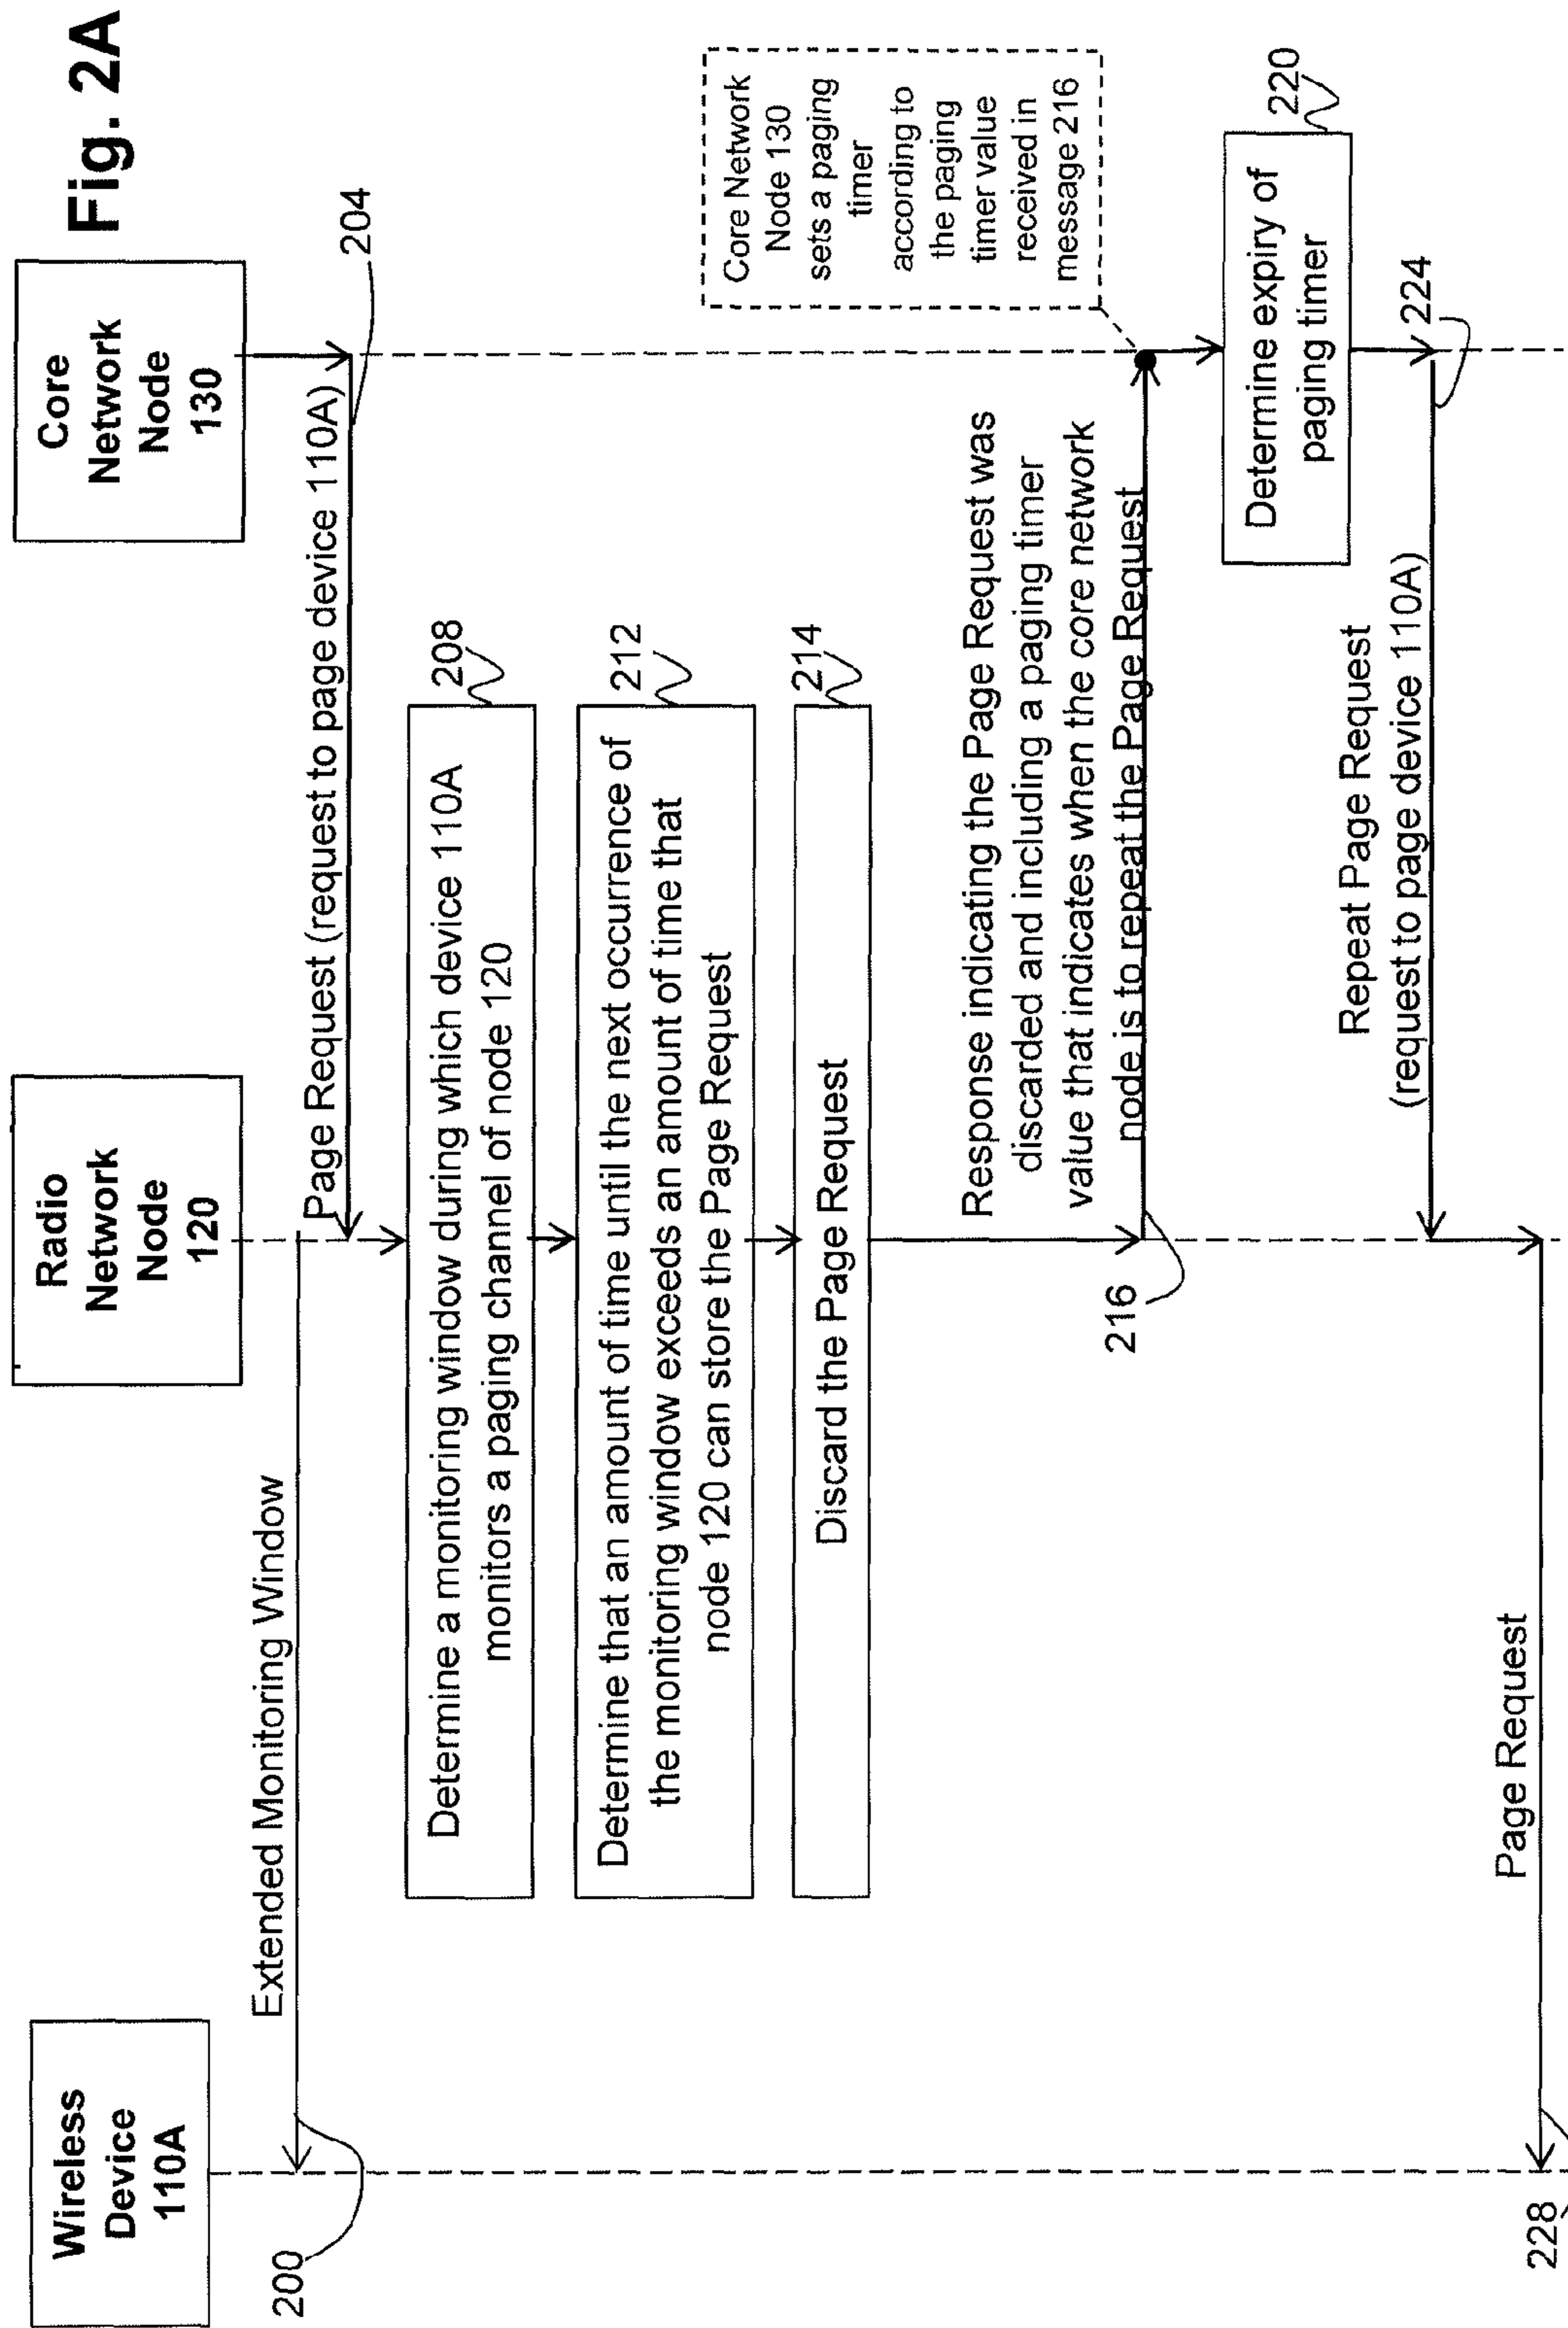 Fig. 2A
Wireless
Device
110A
Radio
Network
Node
120
Core
Network
Node
130
200
Extended Monitoring Window
Page Request (request to page device 110A)
204
Determine a monitoring window during which device 110A
monitors a paging channel of node 120
208
Determine that an amount of time until the next occurrence of
the monitoring window exceeds an amount of time that
node 120 can store the Page Request
212
Discard the Page Request
214
Response indicating the Page Request was
discarded and including a paging timer
value that indicates when the core network
node is to repeat the Page Request
216
Core Network
Node 130
sets a paging
timer
according to
the paging
timer value
received in
message 216
Determine expiry of
paging timer
220
Repeat Page Request
(request to page device 110A)
224
Page Request
228